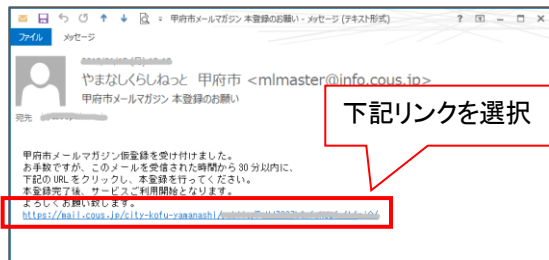 甲府市メールマガジン 本登録のお願い - メッセージ (テキスト形式)
ファイル メッセージ
やまなしくらしねっと 甲府市 <mlmaster@info.cous.jp>
甲府市メールマガジン 本登録のお願い
宛先
下記リンクを選択
甲府市メールマガジン仮登録を受け付けました。
お手数ですが、このメールを受信された時間から30分以内に、
下記のURLをクリックし、本登録を行ってください。
本登録完了後、サービスご利用開始となります。
よろしくお願い致します。
https://mail.cous.jp/city-kofu-yamanashi/